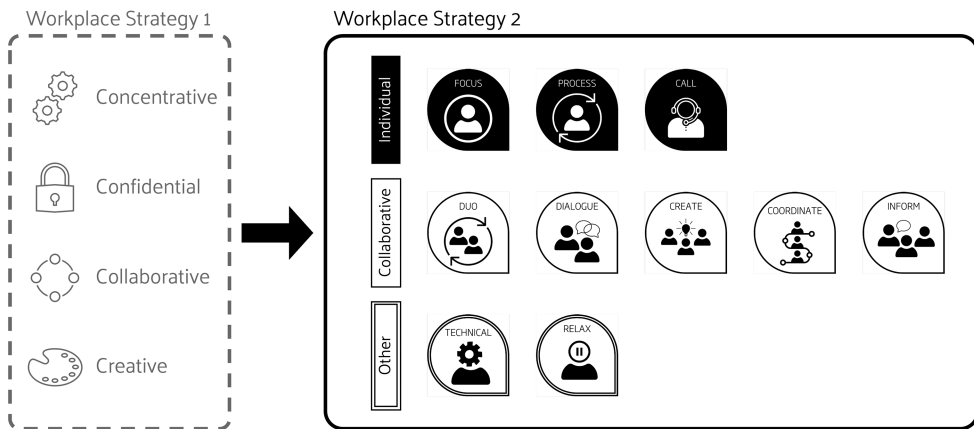 Workplace Strategy 1
Concentrative
Confidential
Collaborative
Creative
Workplace Strategy 2
Individual
FOCUS
PROCESS
CALL
Collaborative
DUO
DIALOGUE
CREATE
COORDINATE
INFORM
Other
TECHNICAL
RELAX